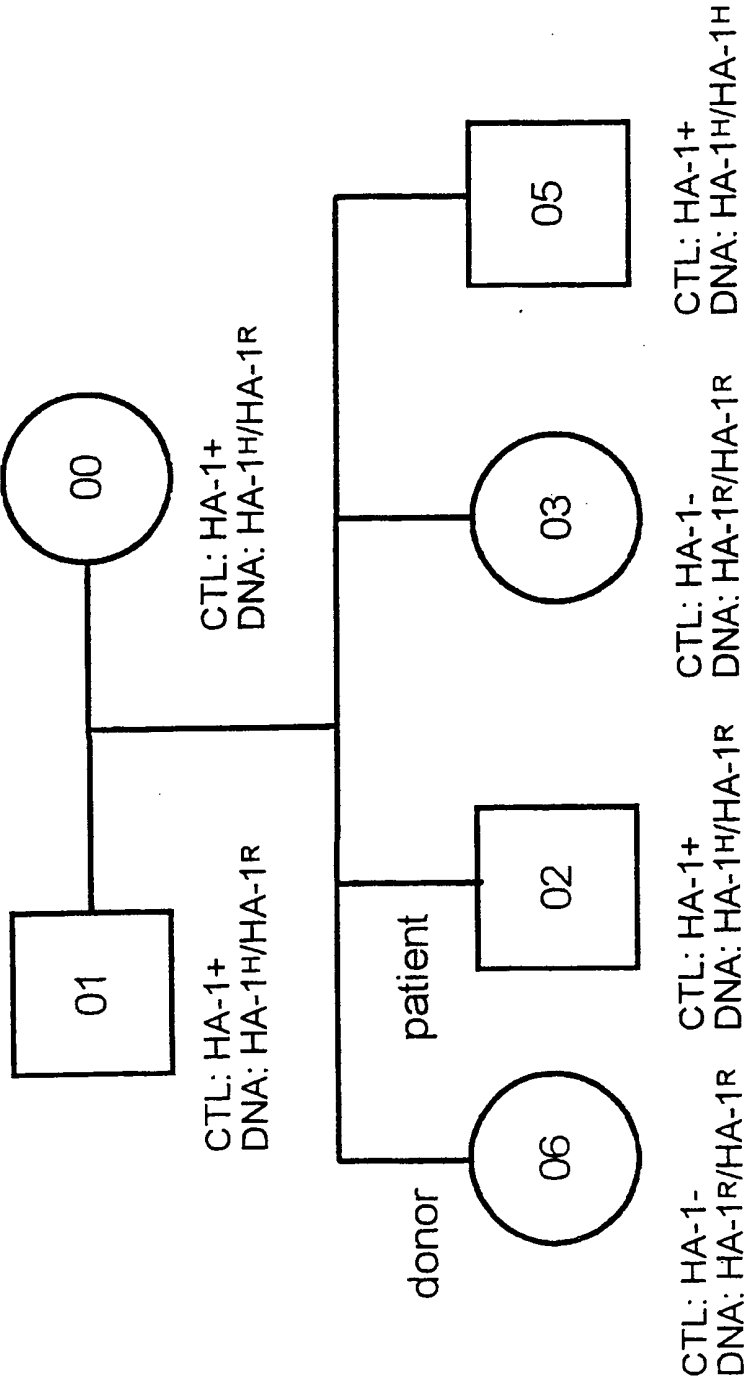 01
00
CTL: HA-1+
DNA: HA-1H/HA-1R
CTL: HA-1+
DNA: HA-1H/HA-1R
donor
patient
06
02
03
05
CTL: HA-1-
DNA: HA-1R/HA-1R
CTL: HA-1+
DNA: HA-1H/HA-1R
CTL: HA-1-
DNA: HA-1R/HA-1R
CTL: HA-1+
DNA: HA-1H/HA-1H